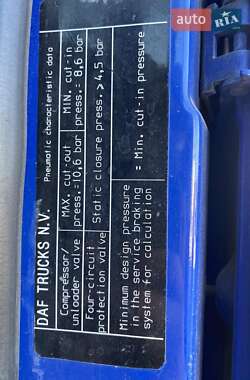 auto.RIA
DAF TRUCKS N.V.
Pneumatic characteristic data
Compressor/
unloader valve
MAX. cut-out
press.=10,6 bar
MIN. cut-in
press.= 8,6 bar
Four-circuit
protection valve
Static closure press. > 4,5 bar
Minimum design pressure
in the service braking
system for calculation
= Min. cut-in pressure